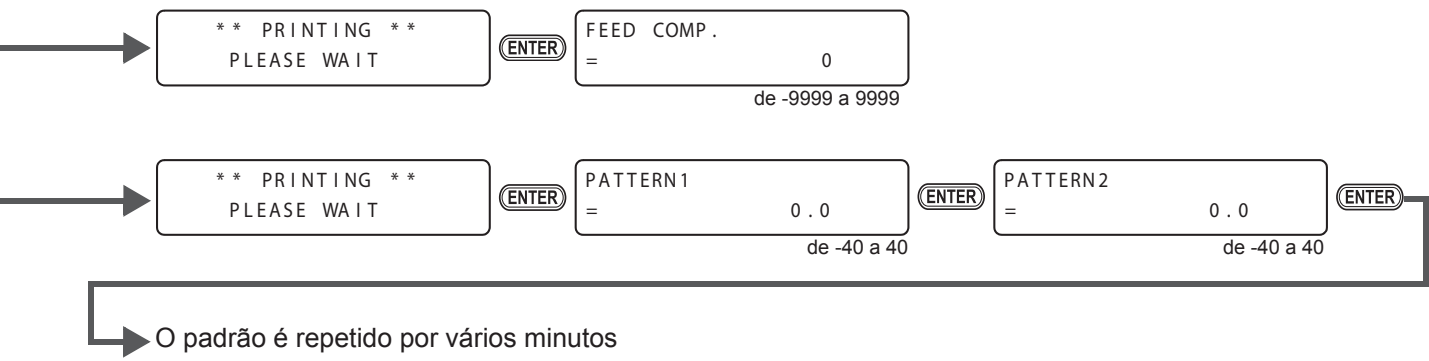 ** PRINTING **
PLEASE WAIT
ENTER
FEED COMP.
= 0
de -9999 a 9999
** PRINTING **
PLEASE WAIT
ENTER
PATTERN1
= 0.0
de -40 a 40
ENTER
PATTERN2
= 0.0
de -40 a 40
ENTER
O padrão é repetido por vários minutos